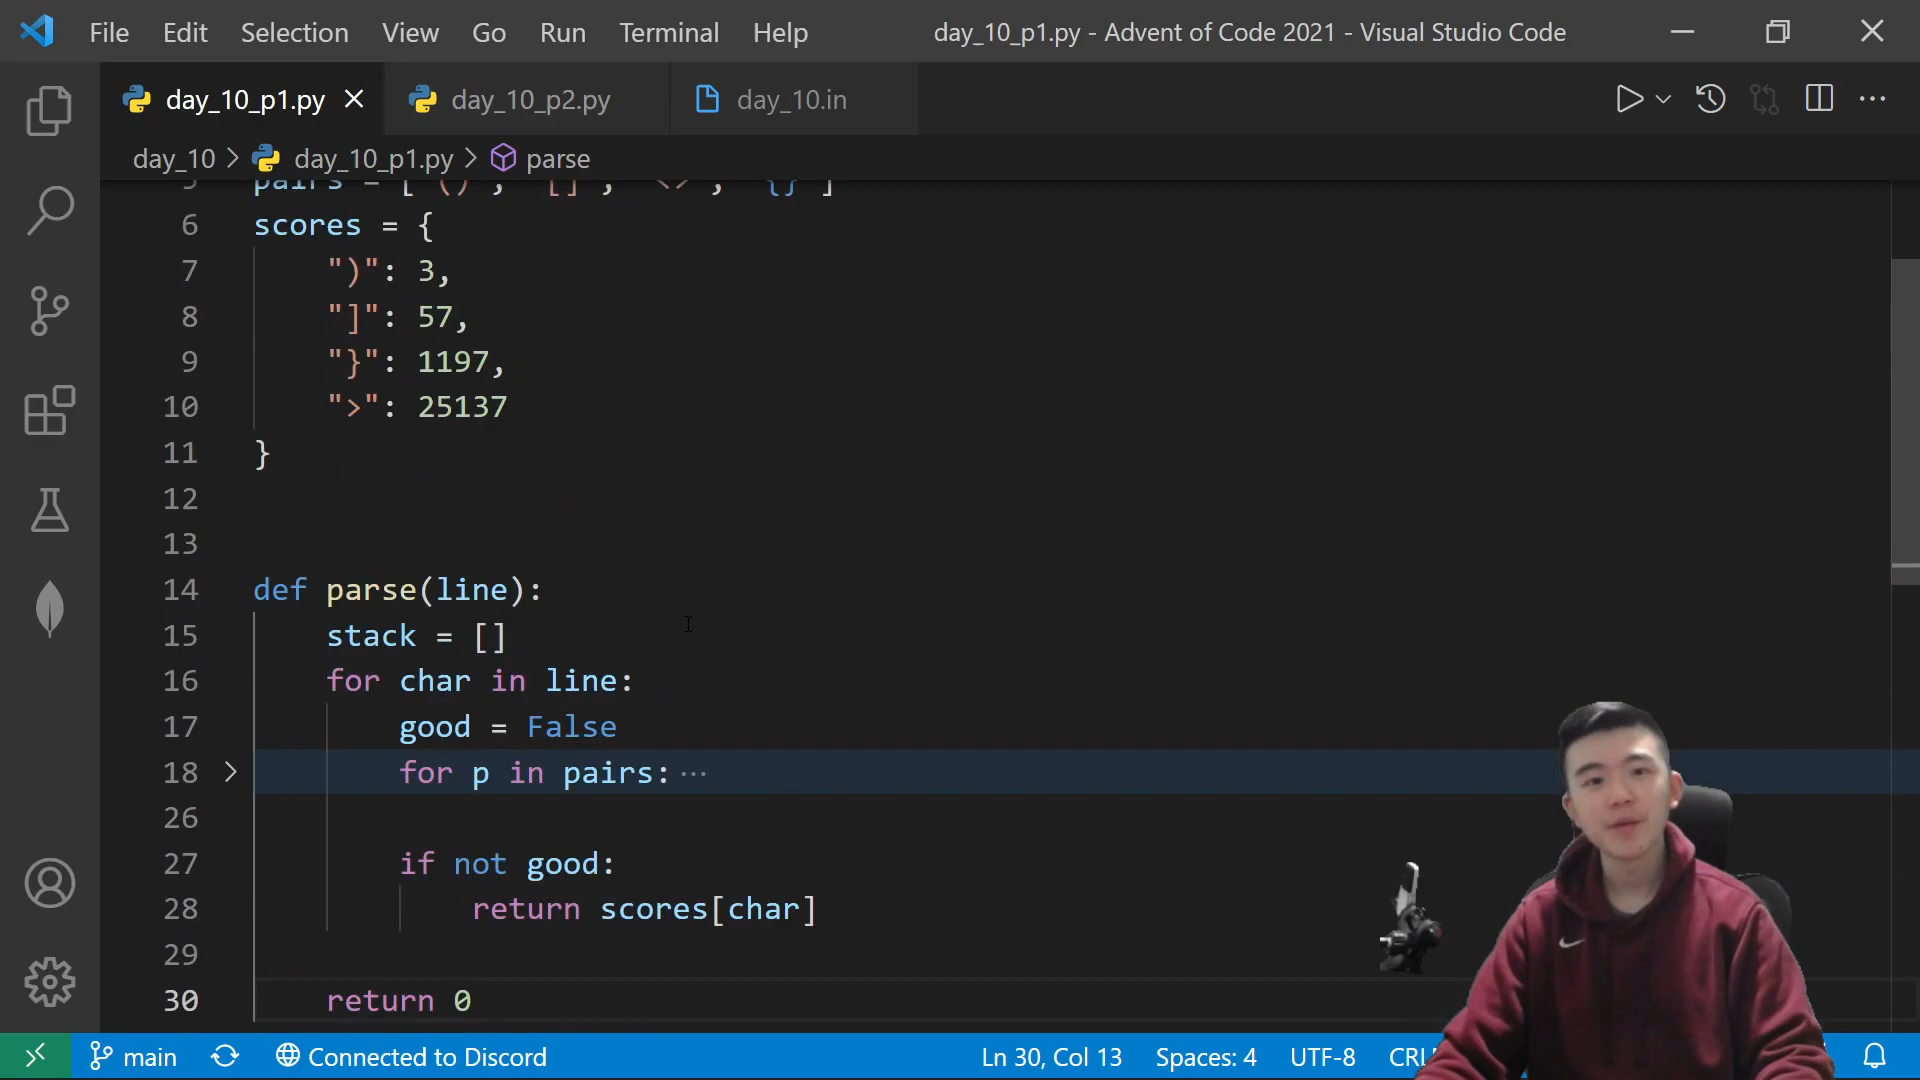 File Edit Selection View Go Run Terminal Help day_10_p1.py - Advent of Code 2021 - Visual Studio Code
day_10_p1.py day_10_p2.py day_10.in
day_10 > day_10_p1.py > parse
5 pairs = ["()", "[]", "<>", "{}"]
6 scores = {
7 ")": 3,
8 "]": 57,
9 "}": 1197,
10 ">": 25137
11 }
12
13
14 def parse(line):
15 stack = []
16 for char in line:
17 good = False
18 for p in pairs:···
26
27 if not good:
28 return scores[char]
29
30 return 0
main Connected to Discord Ln 30, Col 13 Spaces: 4 UTF-8